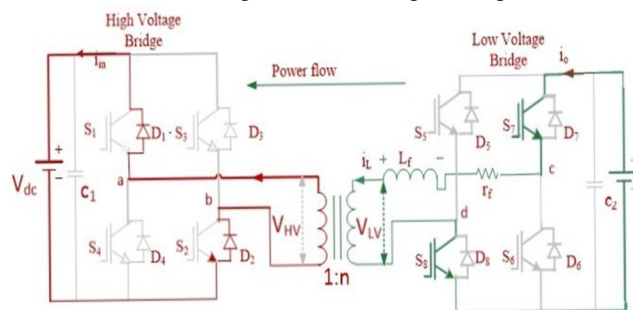 High Voltage
Bridge
Low Voltage
Bridge
Power flow
i_in
i_o
S_1
D_1 - S_3
D_3
S_5
D_5
S_7
D_7
V_dc
+
−
c_1
a
b
i_L
+
L_f
−
r_f
c
d
c_2
+
V_HV
V_LV
S_4
D_4
S_2
D_2
S_8
D_8
S_6
D_6
1:n